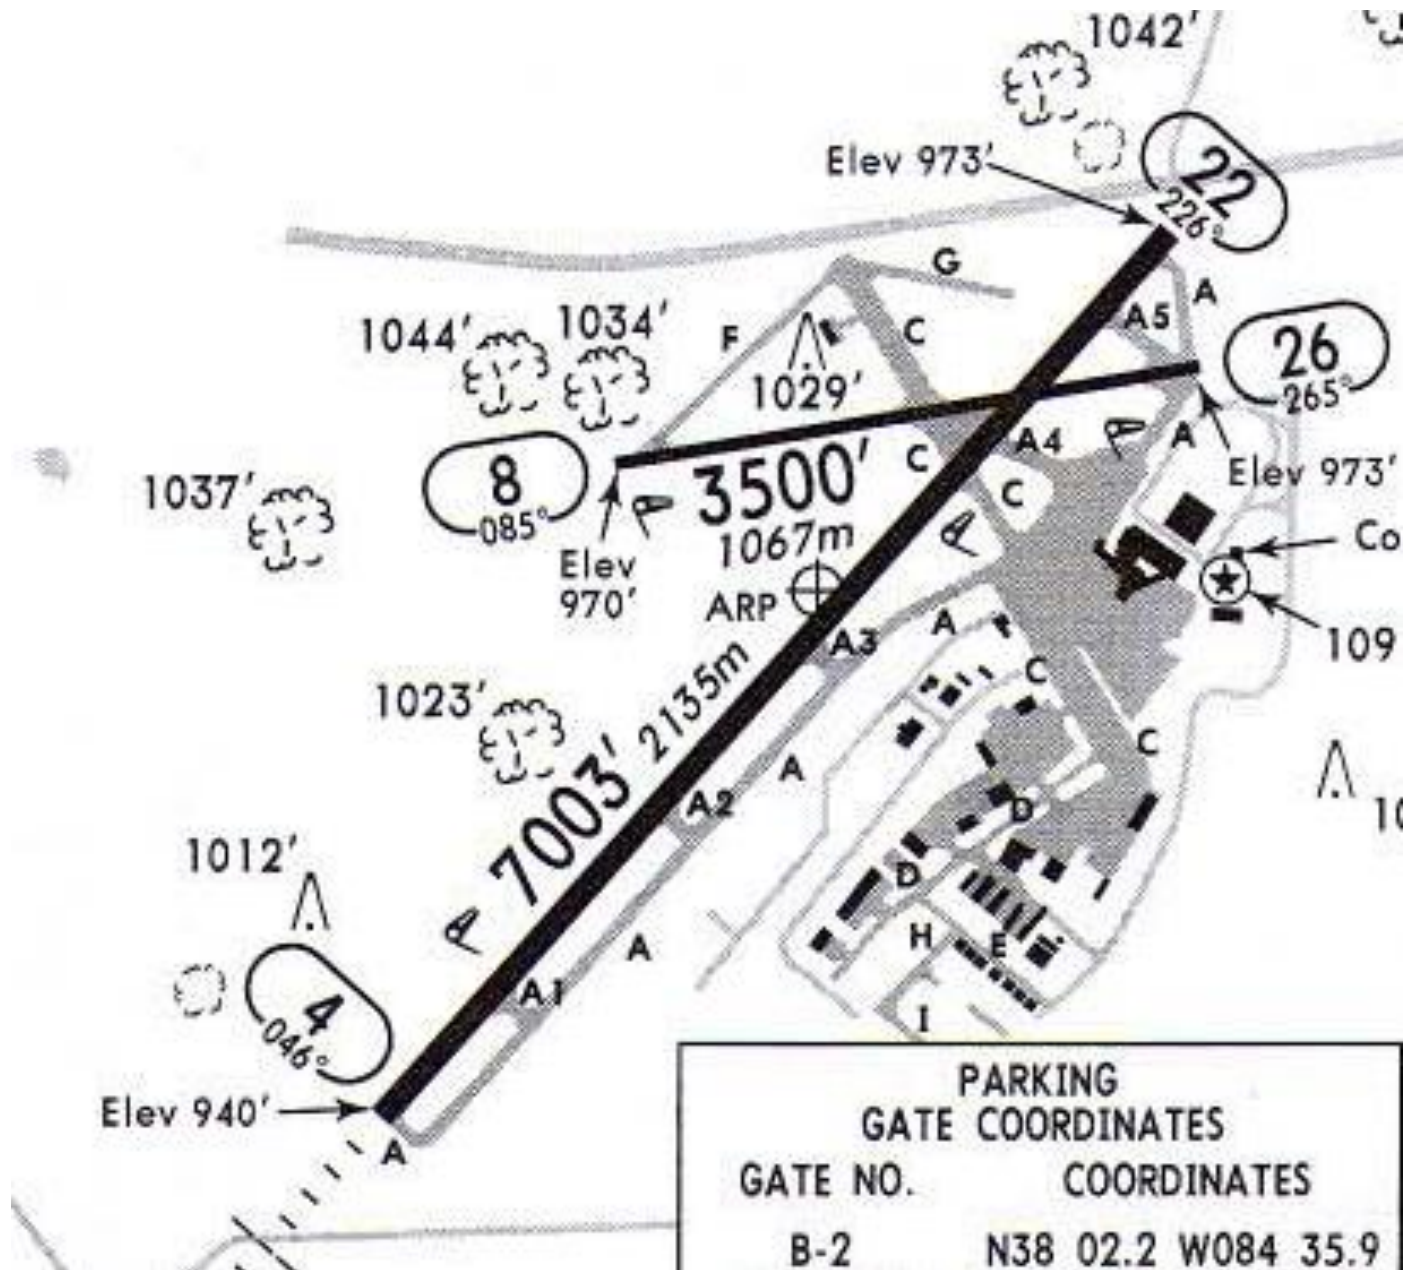 1042'
Elev 973'
22
226°
G
A
1044'
1034'
F
C
A5
26
265°
1029'
8
085°
C
A4
A
1037'
3500'
C
Elev 973'
1067m
Elev
970'
Co
ARP
A3
A
109
1023'
2135m
C
A
C
7003'
A2
D
10
1012'
D
A
H
E
A1
I
4
046°
Elev 940'
A
PARKING
GATE COORDINATES
GATE NO. COORDINATES
B-2 N38 02.2 W084 35.9